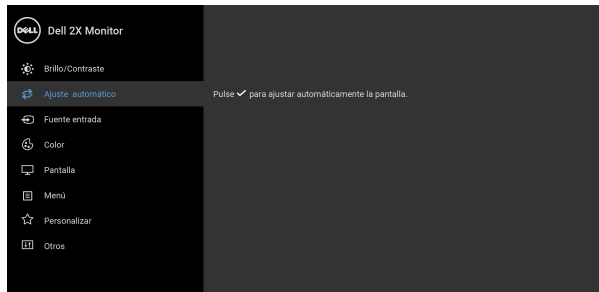 DELL Dell 2X Monitor
Brillo/Contraste
Ajuste automático
Pulse ✓ para ajustar automáticamente la pantalla.
Fuente entrada
Color
Pantalla
Menú
Personalizar
Otros